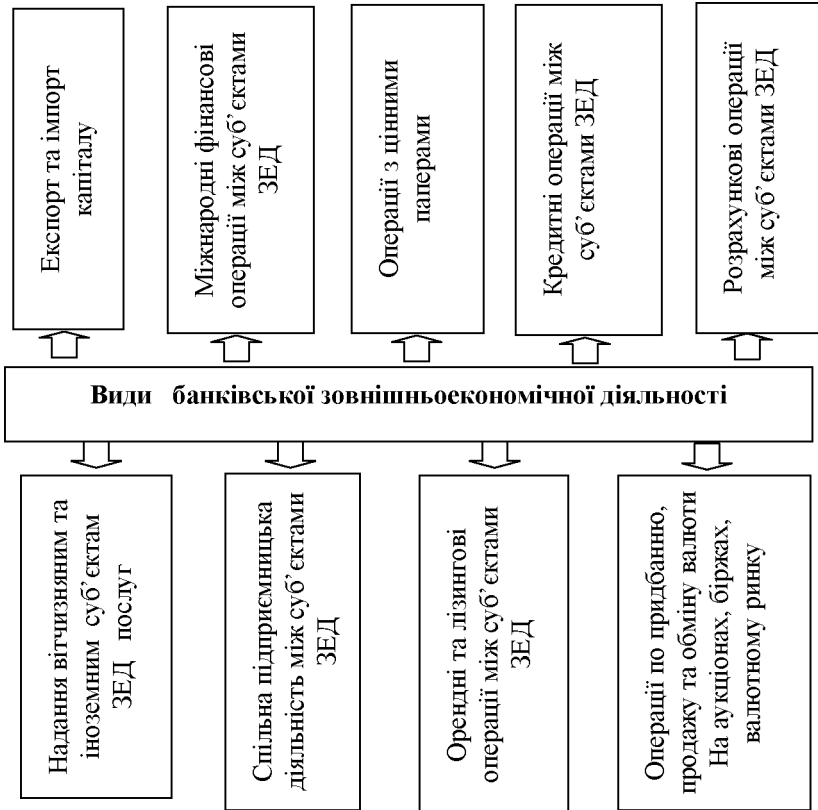 Експорт та імпорт
капіталу
Міжнародні фінансові
операції між суб’єктами
ЗЕД
Операції з цінними
паперами
Кредитні операції між
суб’єктами ЗЕД
Розрахункові операції
між суб’єктами ЗЕД
Види банківської зовнішньоекономічної діяльності
Надання вітчизняним та
іноземним суб’єктам
ЗЕД послуг
Спільна підприємницька
діяльність між суб’єктами
ЗЕД
Орендні та лізингові
операції між суб’єктами
ЗЕД
Операції по придбанню,
продажу та обміну валюти
На аукціонах, біржах,
валютному ринку